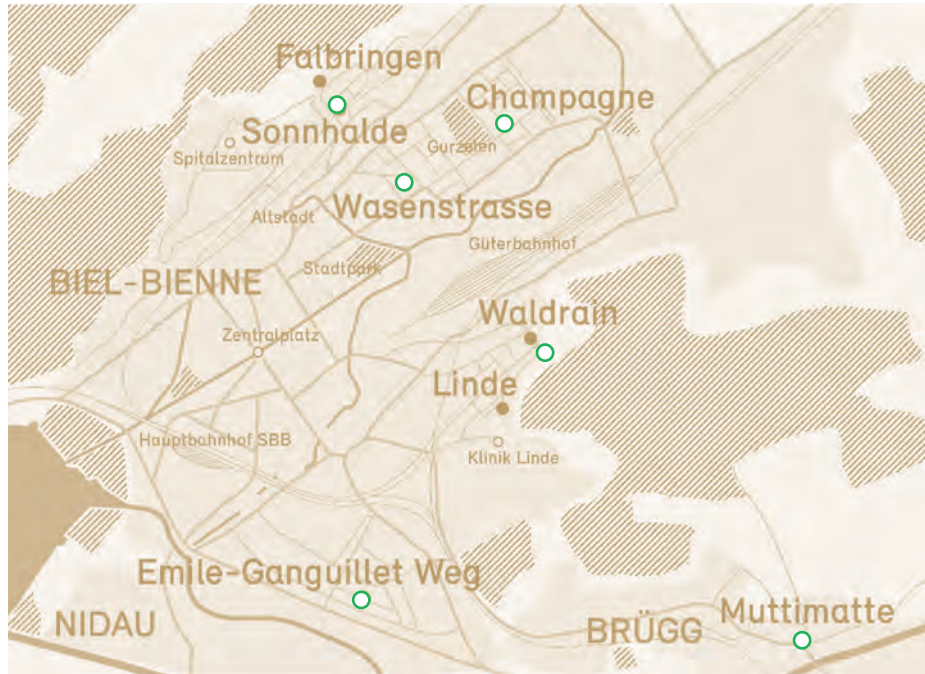 Falbringen
Champagne
Sonnhalde
Gurzelen
Spitalzentrum
Wasenstrasse
Altstadt
Güterbahnhof
Stadtpark
BIEL-BIENNE
Waldrain
Zentralplatz
Linde
Hauptbahnhof SBB
Klinik Linde
Emile-Ganguillet Weg
Muttimatte
NIDAU
BRÜGG